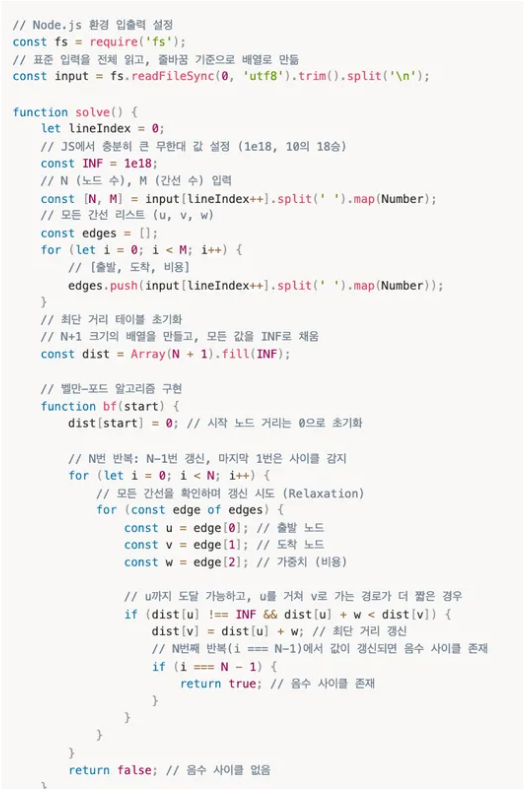 // Node.js 환경 입출력 설정
const fs = require('fs');
// 표준 입력을 전체 읽고, 줄바꿈 기준으로 배열로 만듦
const input = fs.readFileSync(0, 'utf8').trim().split('\n');

function solve() {
    let lineIndex = 0;
    // JS에서 충분히 큰 무한대 값 설정 (1e18, 10의 18승)
    const INF = 1e18;
    // N (노드 수), M (간선 수) 입력
    const [N, M] = input[lineIndex++].split(' ').map(Number);
    // 모든 간선 리스트 (u, v, w)
    const edges = [];
    for (let i = 0; i < M; i++) {
        // [출발, 도착, 비용]
        edges.push(input[lineIndex++].split(' ').map(Number));
    }
    // 최단 거리 테이블 초기화
    // N+1 크기의 배열을 만들고, 모든 값을 INF로 채움
    const dist = Array(N + 1).fill(INF);

    // 벨만-포드 알고리즘 구현
    function bf(start) {
        dist[start] = 0; // 시작 노드 거리는 0으로 초기화

        // N번 반복: N-1번 갱신, 마지막 1번은 사이클 감지
        for (let i = 0; i < N; i++) {
            // 모든 간선을 확인하며 갱신 시도 (Relaxation)
            for (const edge of edges) {
                const u = edge[0]; // 출발 노드
                const v = edge[1]; // 도착 노드
                const w = edge[2]; // 가중치 (비용)

                // u까지 도달 가능하고, u를 거쳐 v로 가는 경로가 더 짧은 경우
                if (dist[u] !== INF && dist[u] + w < dist[v]) {
                    dist[v] = dist[u] + w; // 최단 거리 갱신
                    // N번째 반복(i === N-1)에서 값이 갱신되면 음수 사이클 존재
                    if (i === N - 1) {
                        return true; // 음수 사이클 존재
                    }
                }
            }
        }
        return false; // 음수 사이클 없음
    }